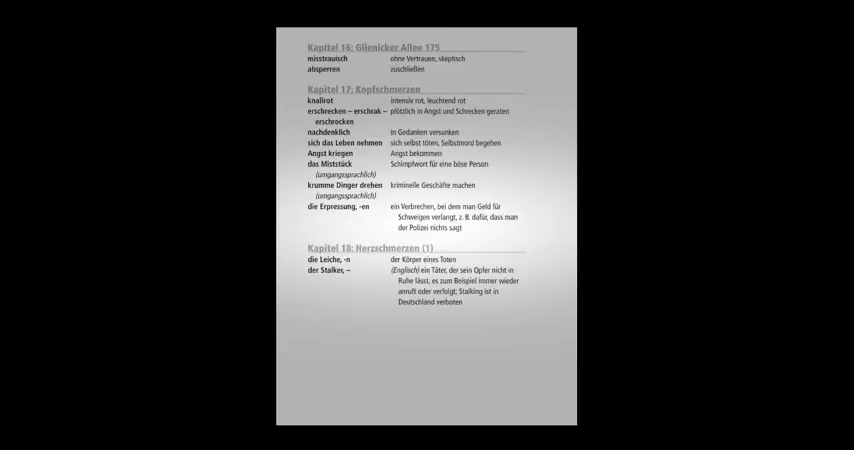 Kapitel 16: Glienicker Allee 175
misstrauisch ohne Vertrauen, skeptisch
absperren zuschließen
Kapitel 17: Kopfschmerzen
knallrot intensiv rot, leuchtend rot
erschrecken – erschrak – plötzlich in Angst und Schrecken geraten
erschrocken
nachdenklich in Gedanken versunken
sich das Leben nehmen sich selbst töten, Selbstmord begehen
Angst kriegen Angst bekommen
das Miststück Schimpfwort für eine böse Person
(umgangssprachlich)
krumme Dinger drehen kriminelle Geschäfte machen
(umgangssprachlich)
die Erpressung, -en ein Verbrechen, bei dem man Geld für
Schweigen verlangt, z. B. dafür, dass man
der Polizei nichts sagt
Kapitel 18: Herzschmerzen (1)
die Leiche, -n der Körper eines Toten
der Stalker, – (Englisch) ein Täter, der sein Opfer nicht in
Ruhe lässt, es zum Beispiel immer wieder
anruft oder verfolgt; Stalking ist in
Deutschland verboten